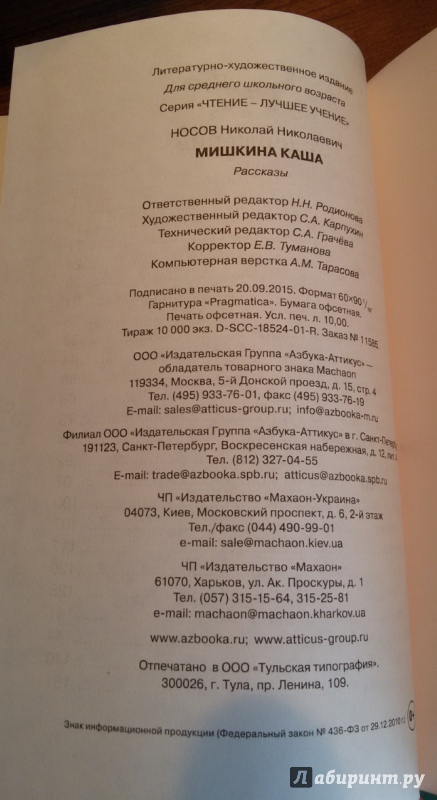 Литературно-художественное издание
Для среднего школьного возраста
Серия «ЧТЕНИЕ – ЛУЧШЕЕ УЧЕНИЕ»
НОСОВ Николай Николаевич
МИШКИНА КАША
Рассказы
Ответственный редактор Н.Н. Родионова
Художественный редактор С.А. Карпухин
Технический редактор С.А. Грачёва
Корректор Е.В. Туманова
Компьютерная верстка А.М. Тарасова
Подписано в печать 20.09.2015. Формат 60×90 1/16.
Гарнитура «Pragmatica». Бумага офсетная.
Печать офсетная. Усл. печ. л. 10,00.
Тираж 10 000 экз. D-SCC-18524-01-R. Заказ № 11585.
ООО «Издательская Группа «Азбука-Аттикус» –
обладатель товарного знака Machaon
119334, Москва, 5-й Донской проезд, д. 15, стр. 4
Тел. (495) 933-76-01, факс (495) 933-76-19
E-mail: sales@atticus-group.ru; info@azbooka-m.ru
Филиал ООО «Издательская Группа «Азбука-Аттикус» в г. Санкт-Петербурге
191123, Санкт-Петербург, Воскресенская набережная, д. 12, лит.
Тел. (812) 327-04-55
E-mail: trade@azbooka.spb.ru; atticus@azbooka.spb.ru
ЧП «Издательство «Махаон-Украина»
04073, Киев, Московский проспект, д. 6, 2-й этаж
Тел./факс (044) 490-99-01
e-mail: sale@machaon.kiev.ua
ЧП «Издательство «Махаон»
61070, Харьков, ул. Ак. Проскуры, д. 1
Тел. (057) 315-15-64, 315-25-81
e-mail: machaon@machaon.kharkov.ua
www.azbooka.ru; www.atticus-group.ru
Отпечатано в ООО «Тульская типография».
300026, г. Тула, пр. Ленина, 109.
Знак информационной продукции (Федеральный закон № 436-ФЗ от 29.12.2010 г.) 0+
Лабиринт.ру